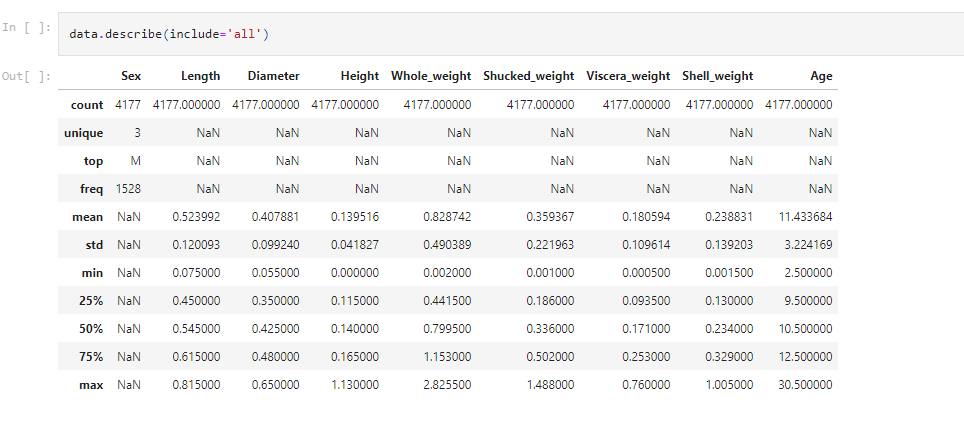 In [ ]: data.describe(include='all')
Out[ ]: Sex Length Diameter Height Whole_weight Shucked_weight Viscera_weight Shell_weight Age
count 4177 4177.000000 4177.000000 4177.000000 4177.000000 4177.000000 4177.000000 4177.000000 4177.000000
unique 3 NaN NaN NaN NaN NaN NaN NaN NaN
top M NaN NaN NaN NaN NaN NaN NaN NaN
freq 1528 NaN NaN NaN NaN NaN NaN NaN NaN
mean NaN 0.523992 0.407881 0.139516 0.828742 0.359367 0.180594 0.238831 11.433684
std NaN 0.120093 0.099240 0.041827 0.490389 0.221963 0.109614 0.139203 3.224169
min NaN 0.075000 0.055000 0.000000 0.002000 0.001000 0.000500 0.001500 2.500000
25% NaN 0.450000 0.350000 0.115000 0.441500 0.186000 0.093500 0.130000 9.500000
50% NaN 0.545000 0.425000 0.140000 0.799500 0.336000 0.171000 0.234000 10.500000
75% NaN 0.615000 0.480000 0.165000 1.153000 0.502000 0.253000 0.329000 12.500000
max NaN 0.815000 0.650000 1.130000 2.825500 1.488000 0.760000 1.005000 30.500000